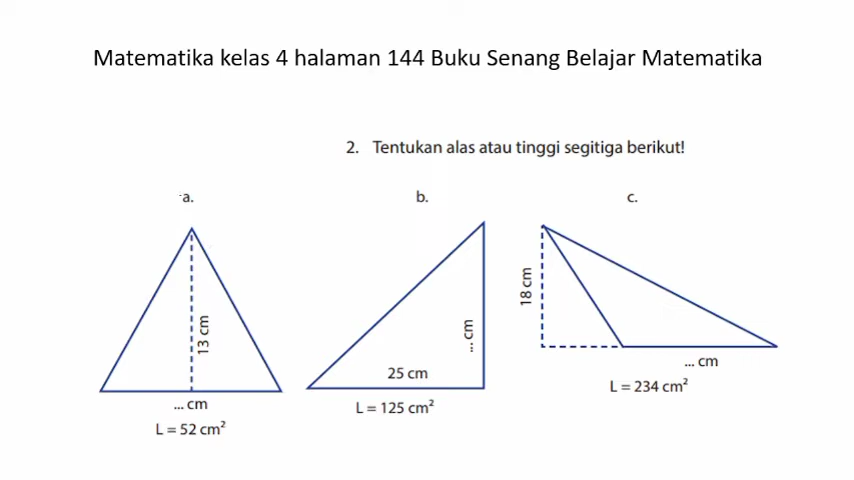 Matematika kelas 4 halaman 144 Buku Senang Belajar Matematika
2. Tentukan alas atau tinggi segitiga berikut!
a.
b.
c.
13 cm
... cm
L = 52 cm²
25 cm
... cm
L = 125 cm²
18 cm
... cm
L = 234 cm²